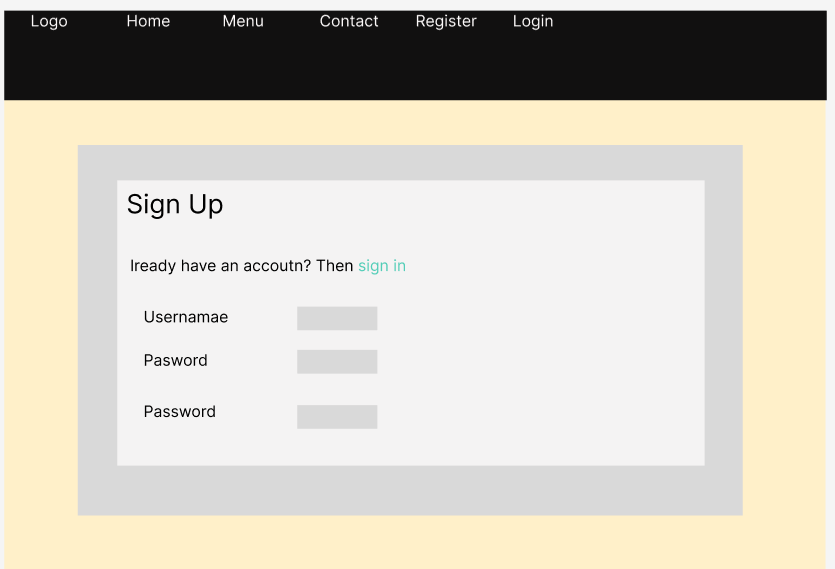 Logo Home Menu Contact Register Login
Sign Up
lready have an accoutn? Then sign in
Usernamae
Pasword
Password